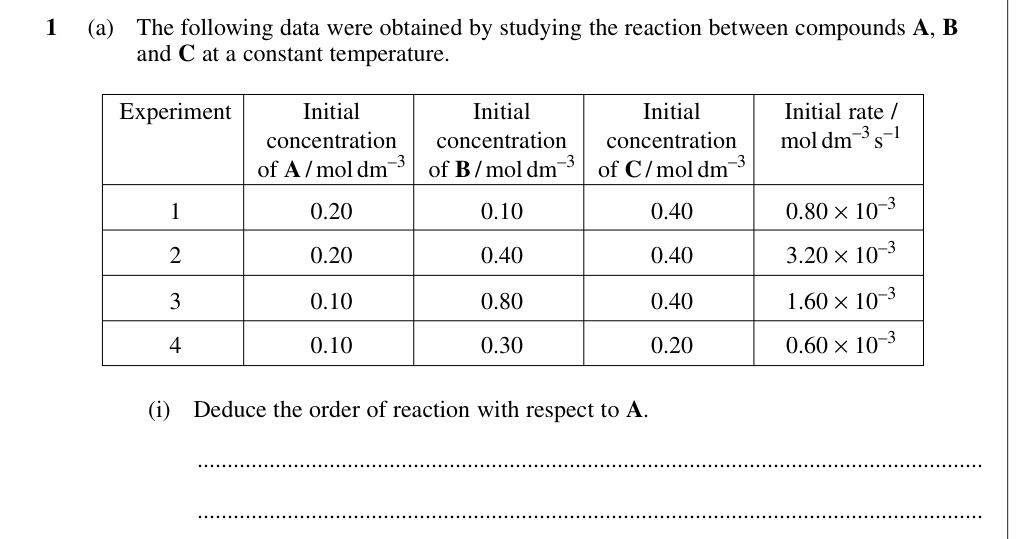 1 (a) The following data were obtained by studying the reaction between compounds A, B
and C at a constant temperature.
Experiment
Initial concentration of A / mol dm⁻³
Initial concentration of B / mol dm⁻³
Initial concentration of C / mol dm⁻³
Initial rate / mol dm⁻³ s⁻¹
1 0.20 0.10 0.40 0.80 × 10⁻³
2 0.20 0.40 0.40 3.20 × 10⁻³
3 0.10 0.80 0.40 1.60 × 10⁻³
4 0.10 0.30 0.20 0.60 × 10⁻³
(i) Deduce the order of reaction with respect to A.